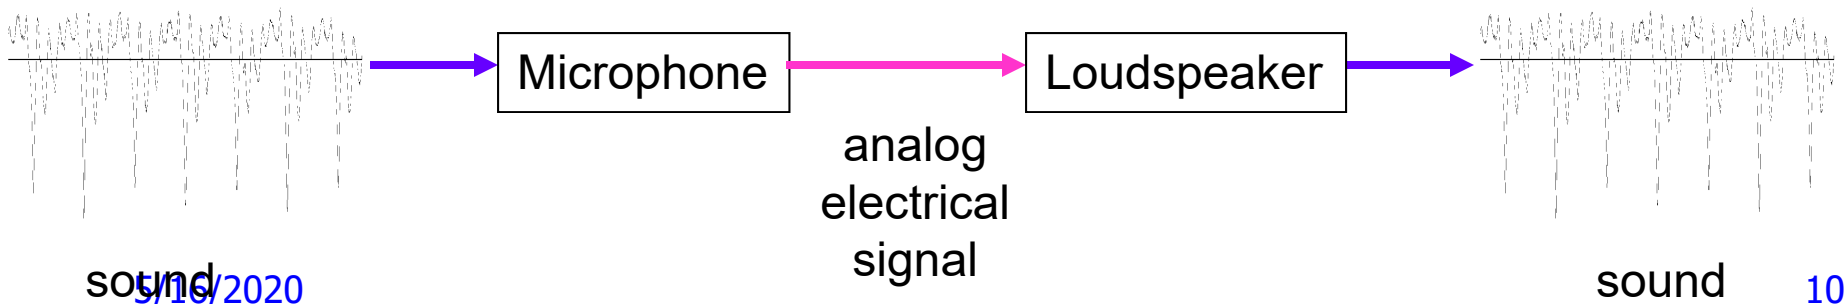 Microphone
Loudspeaker
analog
electrical
signal
sound
5/16/2020
sound
10